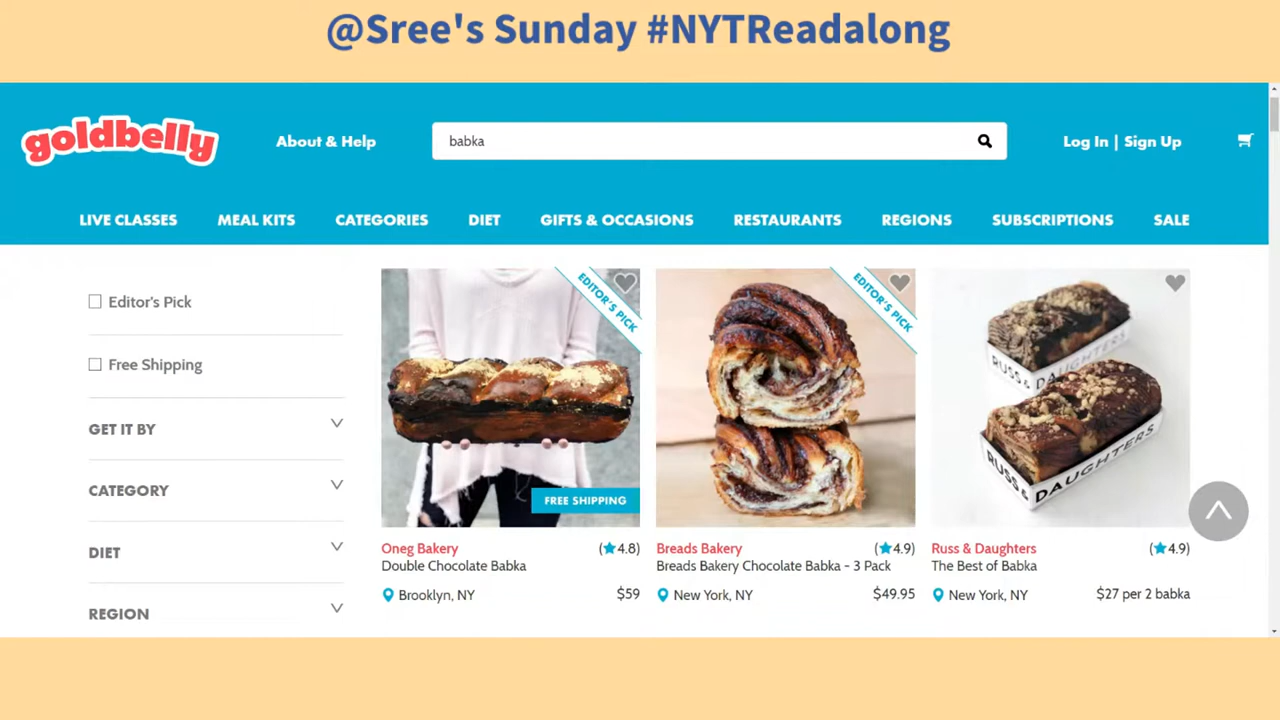 @Sree's Sunday #NYTReadalong
goldbelly
About & Help
babka
Log In | Sign Up
LIVE CLASSES
MEAL KITS
CATEGORIES
DIET
GIFTS & OCCASIONS
RESTAURANTS
REGIONS
SUBSCRIPTIONS
SALE
Editor's Pick
Free Shipping
GET IT BY
CATEGORY
DIET
REGION
EDITOR'S PICK
FREE SHIPPING
Oneg Bakery
(4.8)
Double Chocolate Babka
Brooklyn, NY
$59
EDITOR'S PICK
Breads Bakery
(4.9)
Breads Bakery Chocolate Babka - 3 Pack
New York, NY
$49.95
RUSS & DAUGHTERS
RUSS & DAUGHTERS
Russ & Daughters
(4.9)
The Best of Babka
New York, NY
$27 per 2 babka